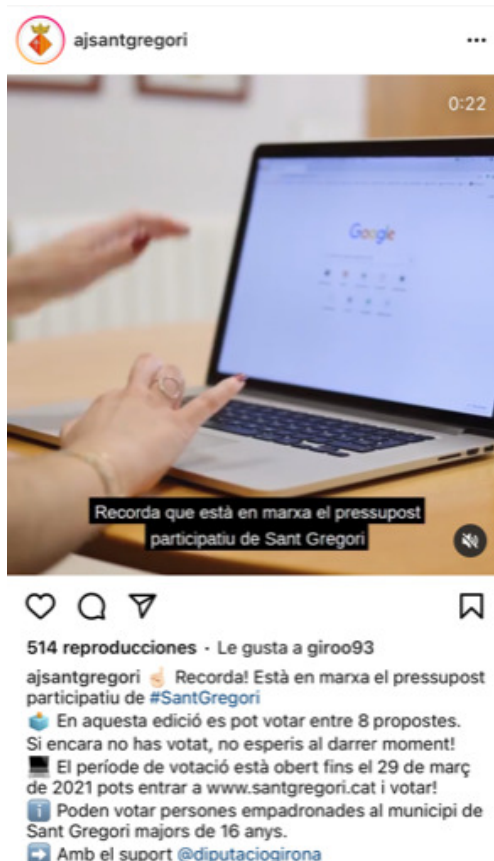 ajsantgregori
0:22
Google
Recorda que està en marxa el pressupost
participatiu de Sant Gregori
514 reproducciones · Le gusta a giroo93
ajsantgregori ☝🏻 Recorda! Està en marxa el pressupost
participatiu de #SantGregori
🗳️ En aquesta edició es pot votar entre 8 propostes.
Si encara no has votat, no esperis al darrer moment!
💻 El període de votació està obert fins el 29 de març
de 2021 pots entrar a www.santgregori.cat i votar!
ℹ️ Poden votar persones empadronades al municipi de
Sant Gregori majors de 16 anys.
➡️ Amb el suport @diputaciogirona